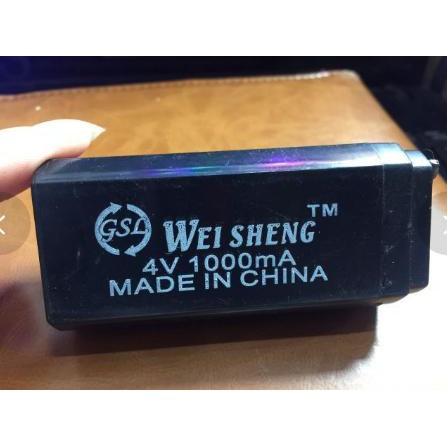 GSL WEI SHENG™
4V 1000mA
MADE IN CHINA